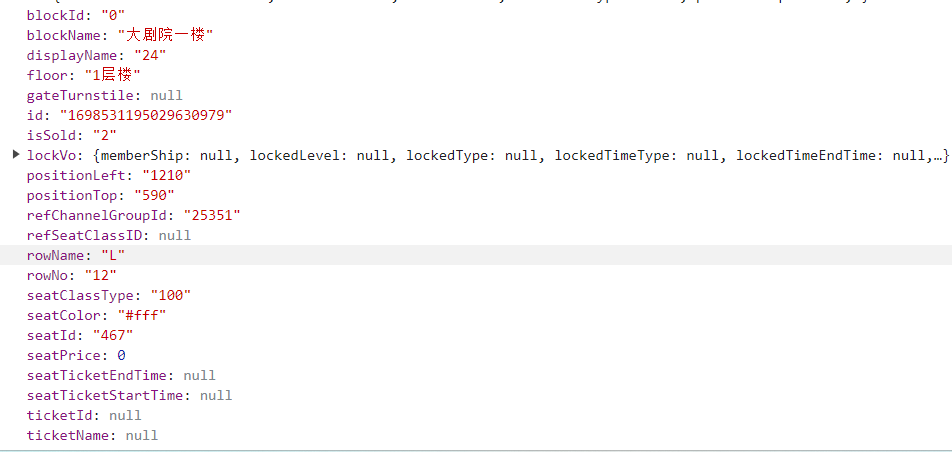 blockId: "0"
blockName: "大剧院一楼"
displayName: "24"
floor: "1层楼"
gateTurnstile: null
id: "1698531195029630979"
isSold: "2"
lockVo: {memberShip: null, lockedLevel: null, lockedType: null, lockedTimeType: null, lockedTimeEndTime: null,…}
positionLeft: "1210"
positionTop: "590"
refChannelGroupId: "25351"
refSeatClassID: null
rowName: "L"
rowNo: "12"
seatClassType: "100"
seatColor: "#fff"
seatId: "467"
seatPrice: 0
seatTicketEndTime: null
seatTicketStartTime: null
ticketId: null
ticketName: null